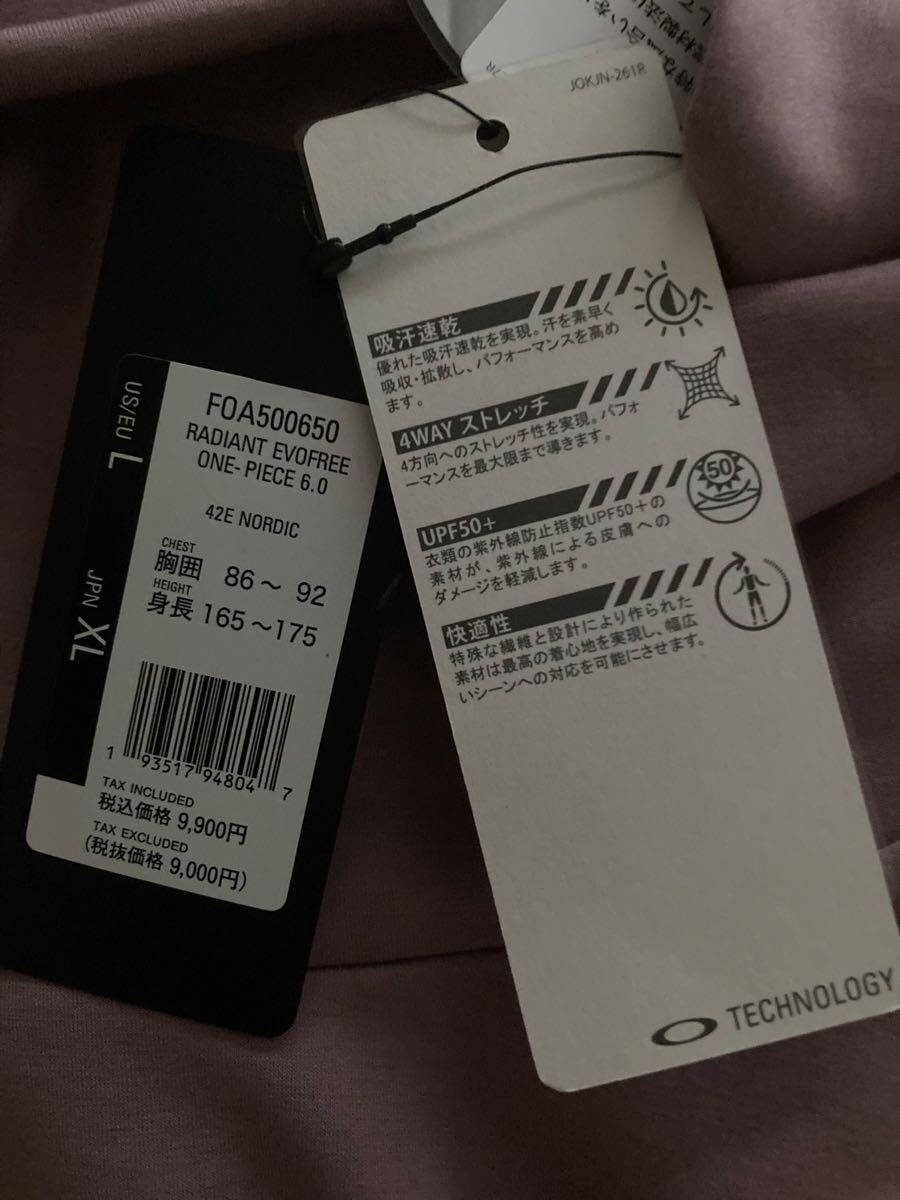 US/EU L
JPN XL
FOA500650
RADIANT EVOFREE
ONE- PIECE 6.0
42E NORDIC
CHEST
胸囲 86～ 92
HEIGHT
身長 165～175
1 93517 94804 7
TAX INCLUDED
税込価格 9,900円
TAX EXCLUDED
(税抜価格 9,000円)
JOKJN-261R
吸汗速乾
優れた吸汗速乾を実現。汗を素早く
吸収・拡散し、パフォーマンスを高め
ます。
4WAY ストレッチ
4方向へのストレッチ性を実現。パフォ
ーマンスを最大限まで導きます。
UPF50+
衣類の紫外線防止指数UPF50+の
素材が、紫外線による皮膚への
ダメージを軽減します。
50
快適性
特殊な繊維と設計により作られた
素材は最高の着心地を実現し、幅広
いシーンへの対応を可能にさせます。
TECHNOLOGY